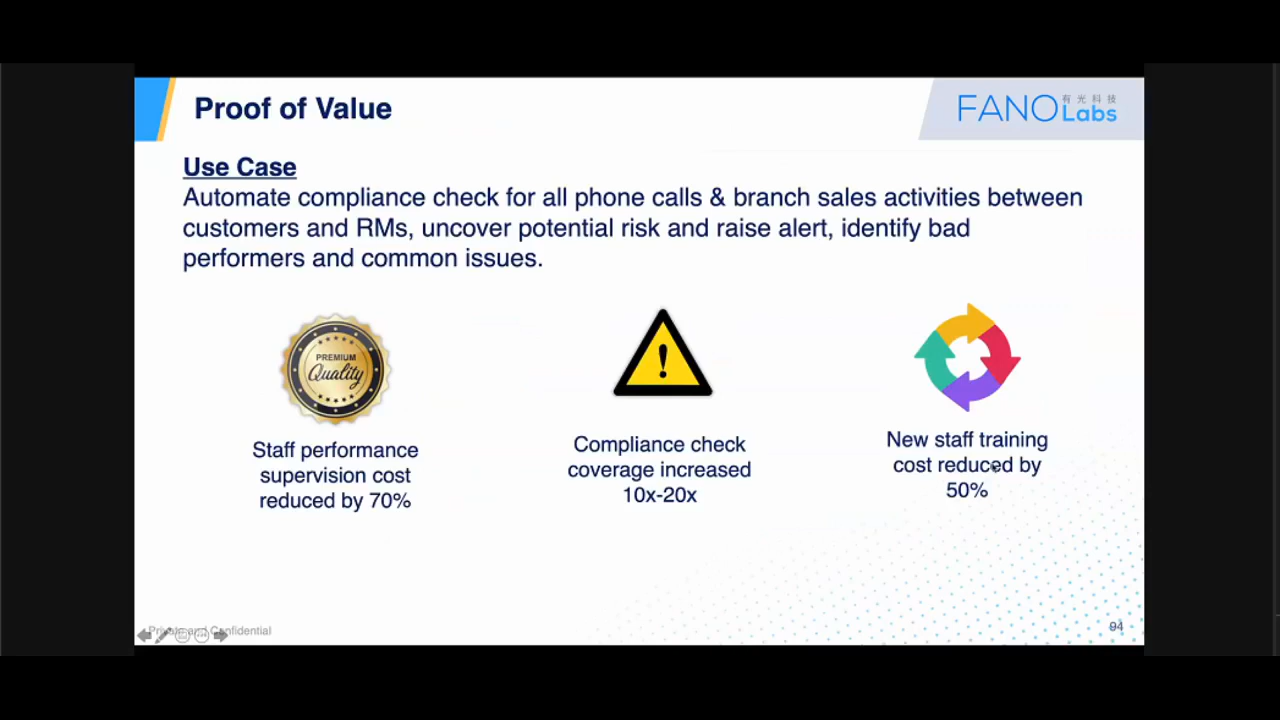 Proof of Value
FANO Labs
有光科技
Use Case
Automate compliance check for all phone calls & branch sales activities between
customers and RMs, uncover potential risk and raise alert, identify bad
performers and common issues.
PREMIUM
Quality
Staff performance
supervision cost
reduced by 70%
!
Compliance check
coverage increased
10x-20x
New staff training
cost reduced by
50%
Private and Confidential
94